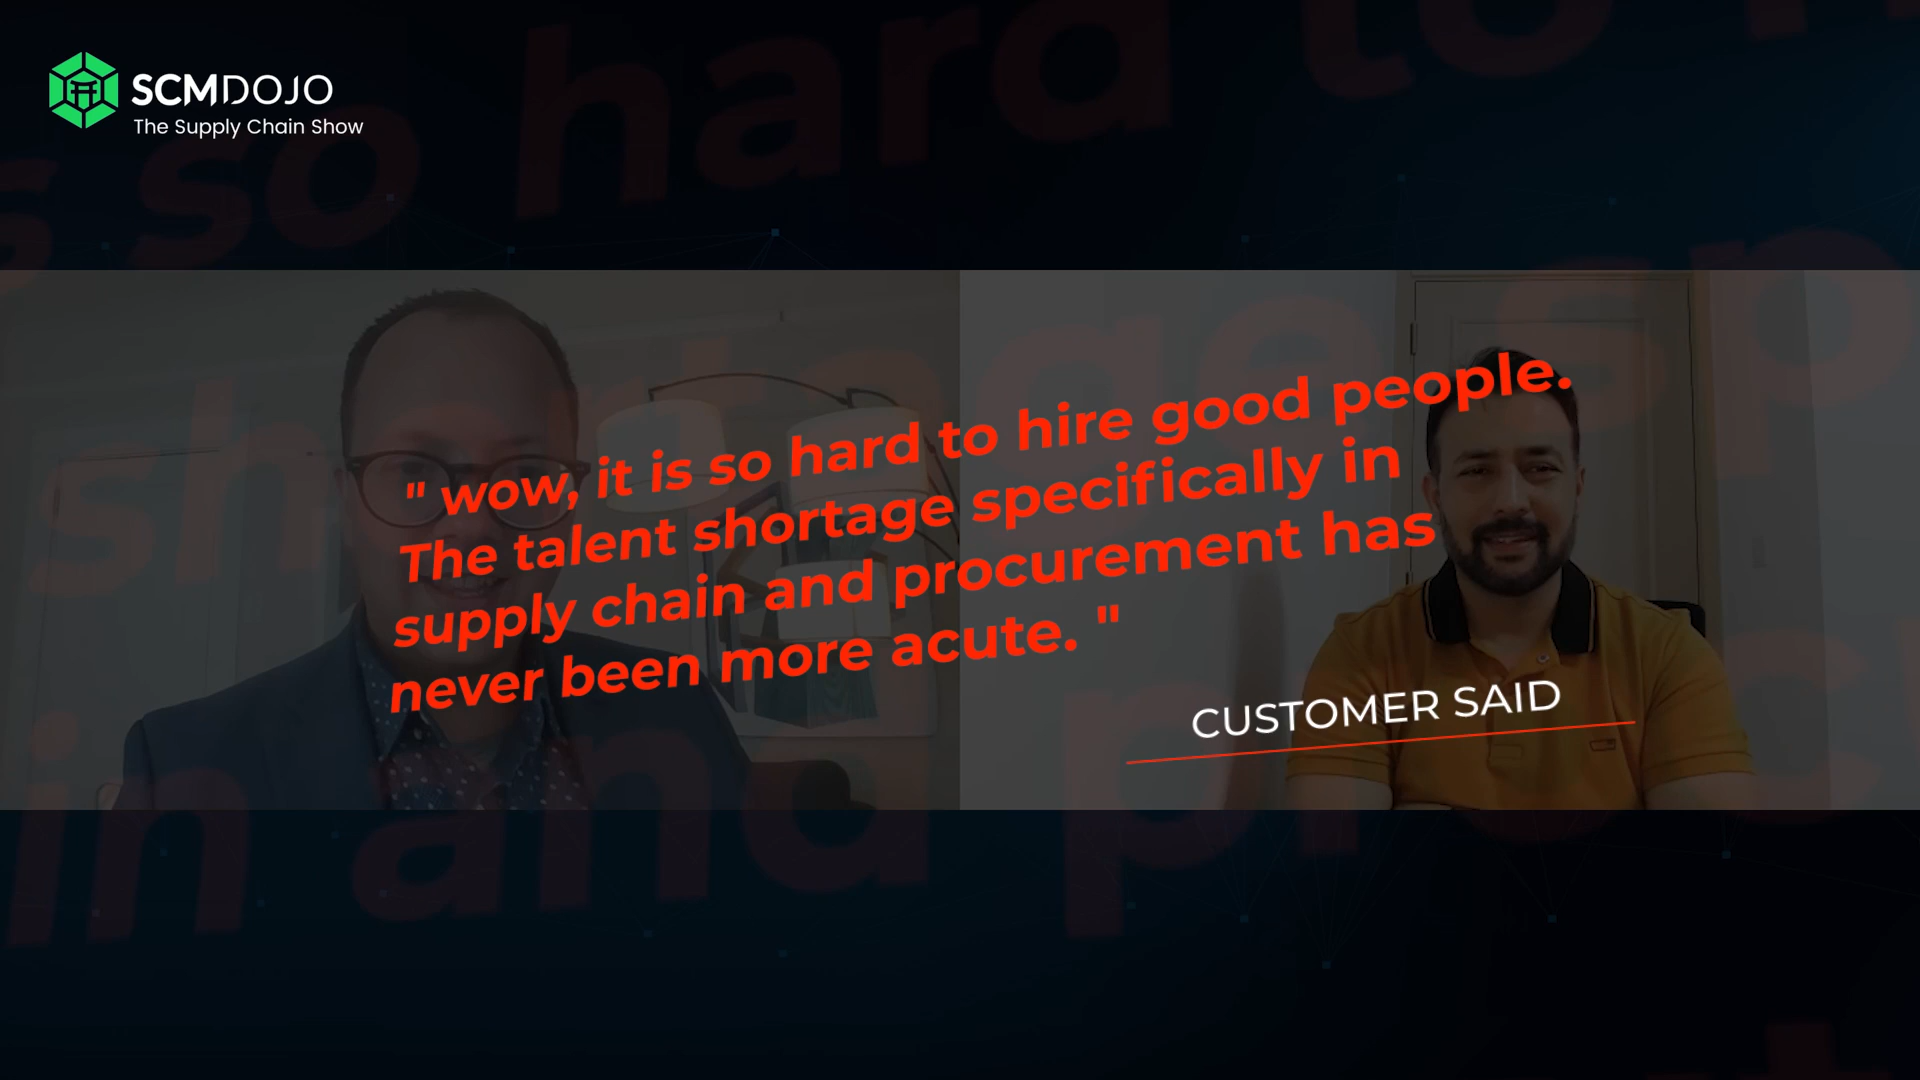 SCMDOJO
The Supply Chain Show
" wow, it is so hard to hire good people.
The talent shortage specifically in
supply chain and procurement has
never been more acute. "
CUSTOMER SAID